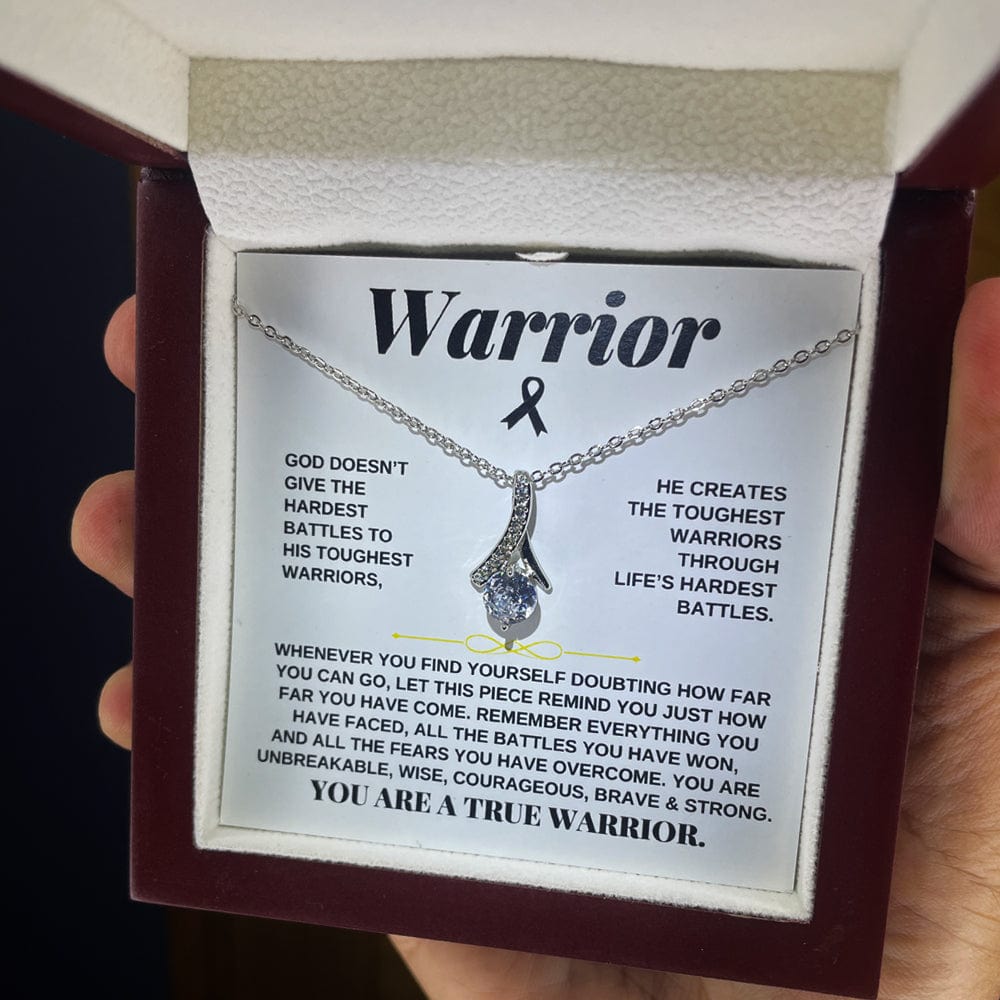 Warrior
GOD DOESN'T
GIVE THE
HARDEST
BATTLES TO
HIS TOUGHEST
WARRIORS,
HE CREATES
THE TOUGHEST
WARRIORS
THROUGH
LIFE'S HARDEST
BATTLES.
WHENEVER YOU FIND YOURSELF DOUBTING HOW FAR
YOU CAN GO, LET THIS PIECE REMIND YOU JUST HOW
FAR YOU HAVE COME. REMEMBER EVERYTHING YOU
HAVE FACED, ALL THE BATTLES YOU HAVE WON,
AND ALL THE FEARS YOU HAVE OVERCOME. YOU ARE
UNBREAKABLE, WISE, COURAGEOUS, BRAVE & STRONG.
YOU ARE A TRUE WARRIOR.